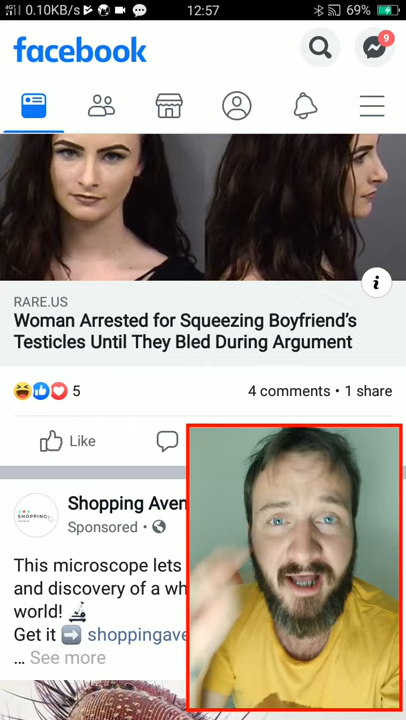 0.10KB/s 12:57 69%
facebook
9
RARE.US
Woman Arrested for Squeezing Boyfriend's
Testicles Until They Bled During Argument
5 4 comments • 1 share
Like
SHOPPING
Shopping Aven
Sponsored •
This microscope lets
and discovery of a wh
world!
Get it shoppingave
... See more